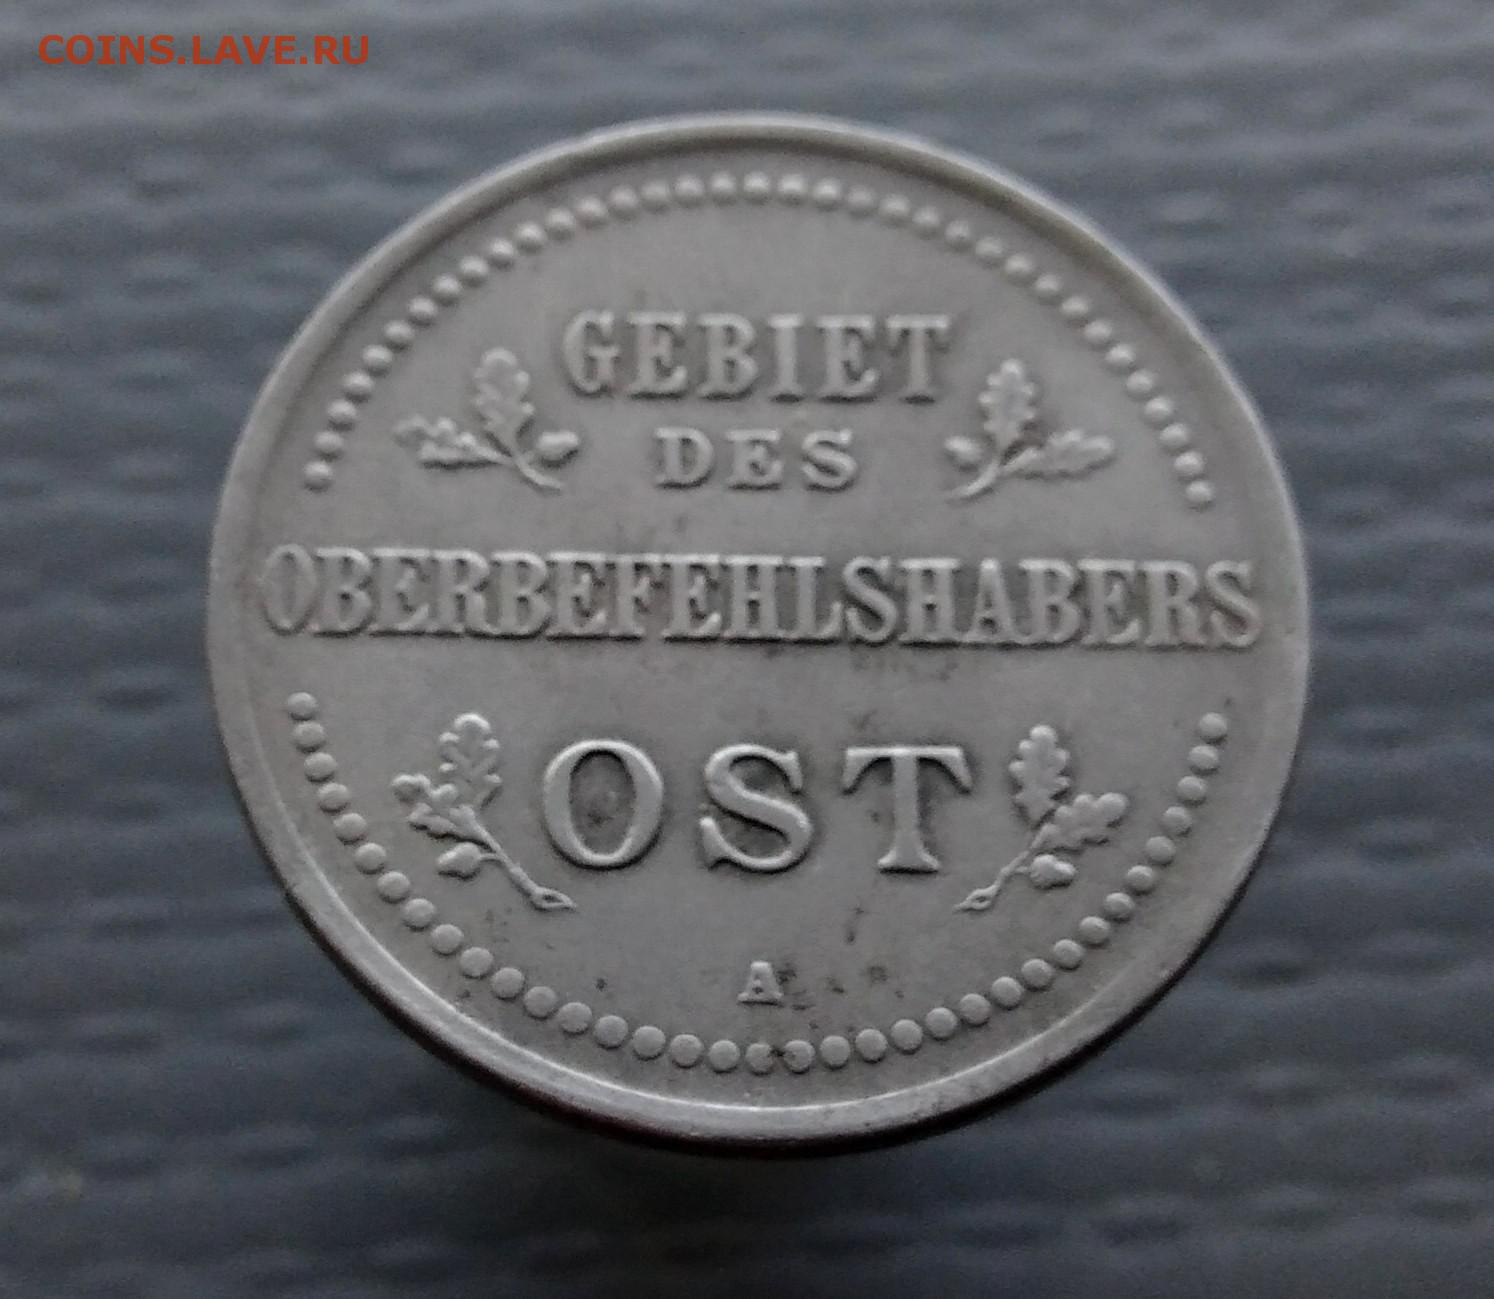 COINS.LAVE.RU
GEBIET
DES
OBERBEFEHLSHABERS
OST
A